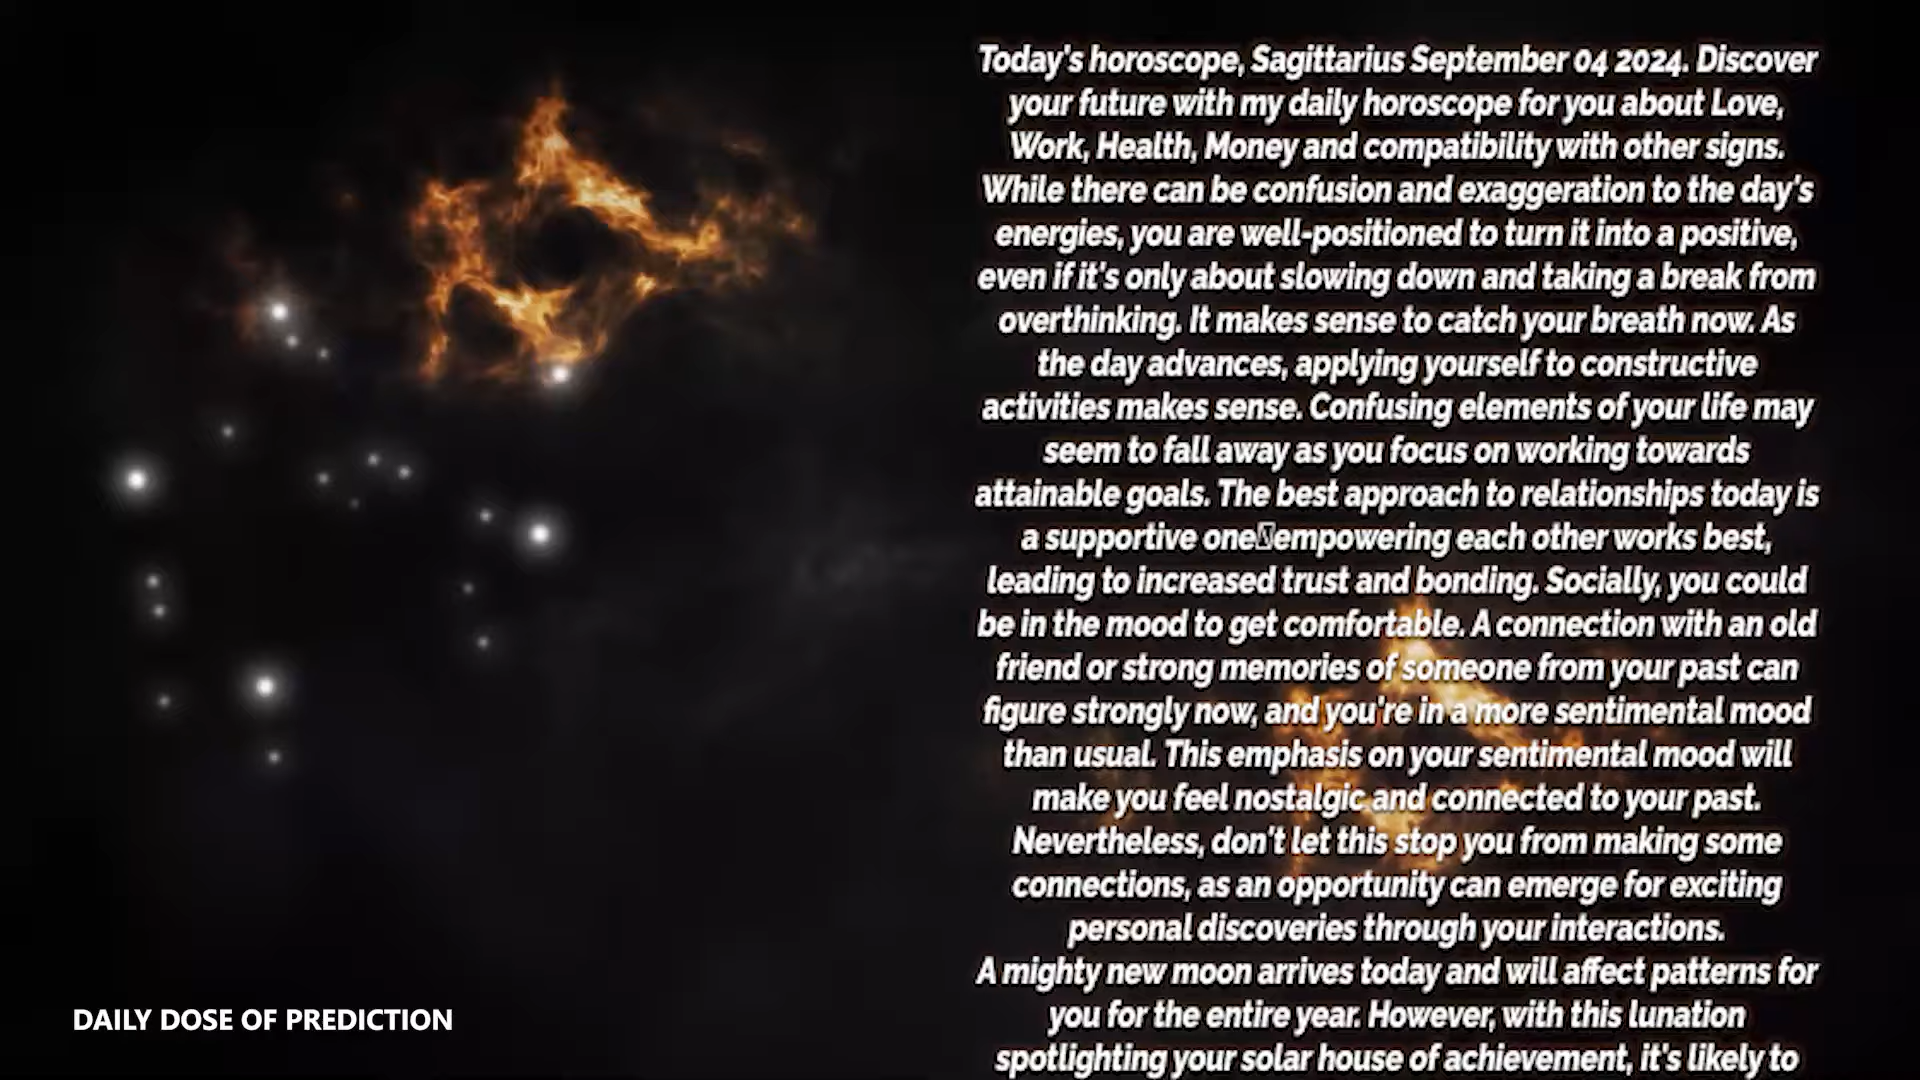 Today's horoscope, Sagittarius September 04 2024. Discover
your future with my daily horoscope for you about Love,
Work, Health, Money and compatibility with other signs.
While there can be confusion and exaggeration to the day's
energies, you are well-positioned to turn it into a positive,
even if it's only about slowing down and taking a break from
overthinking. It makes sense to catch your breath now. As
the day advances, applying yourself to constructive
activities makes sense. Confusing elements of your life may
seem to fall away as you focus on working towards
attainable goals. The best approach to relationships today is
a supportive one empowering each other works best,
leading to increased trust and bonding. Socially, you could
be in the mood to get comfortable. A connection with an old
friend or strong memories of someone from your past can
figure strongly now, and you're in a more sentimental mood
than usual. This emphasis on your sentimental mood will
make you feel nostalgic and connected to your past.
Nevertheless, don't let this stop you from making some
connections, as an opportunity can emerge for exciting
personal discoveries through your interactions.
A mighty new moon arrives today and will affect patterns for
you for the entire year. However, with this lunation
spotlighting your solar house of achievement, it's likely to
DAILY DOSE OF PREDICTION